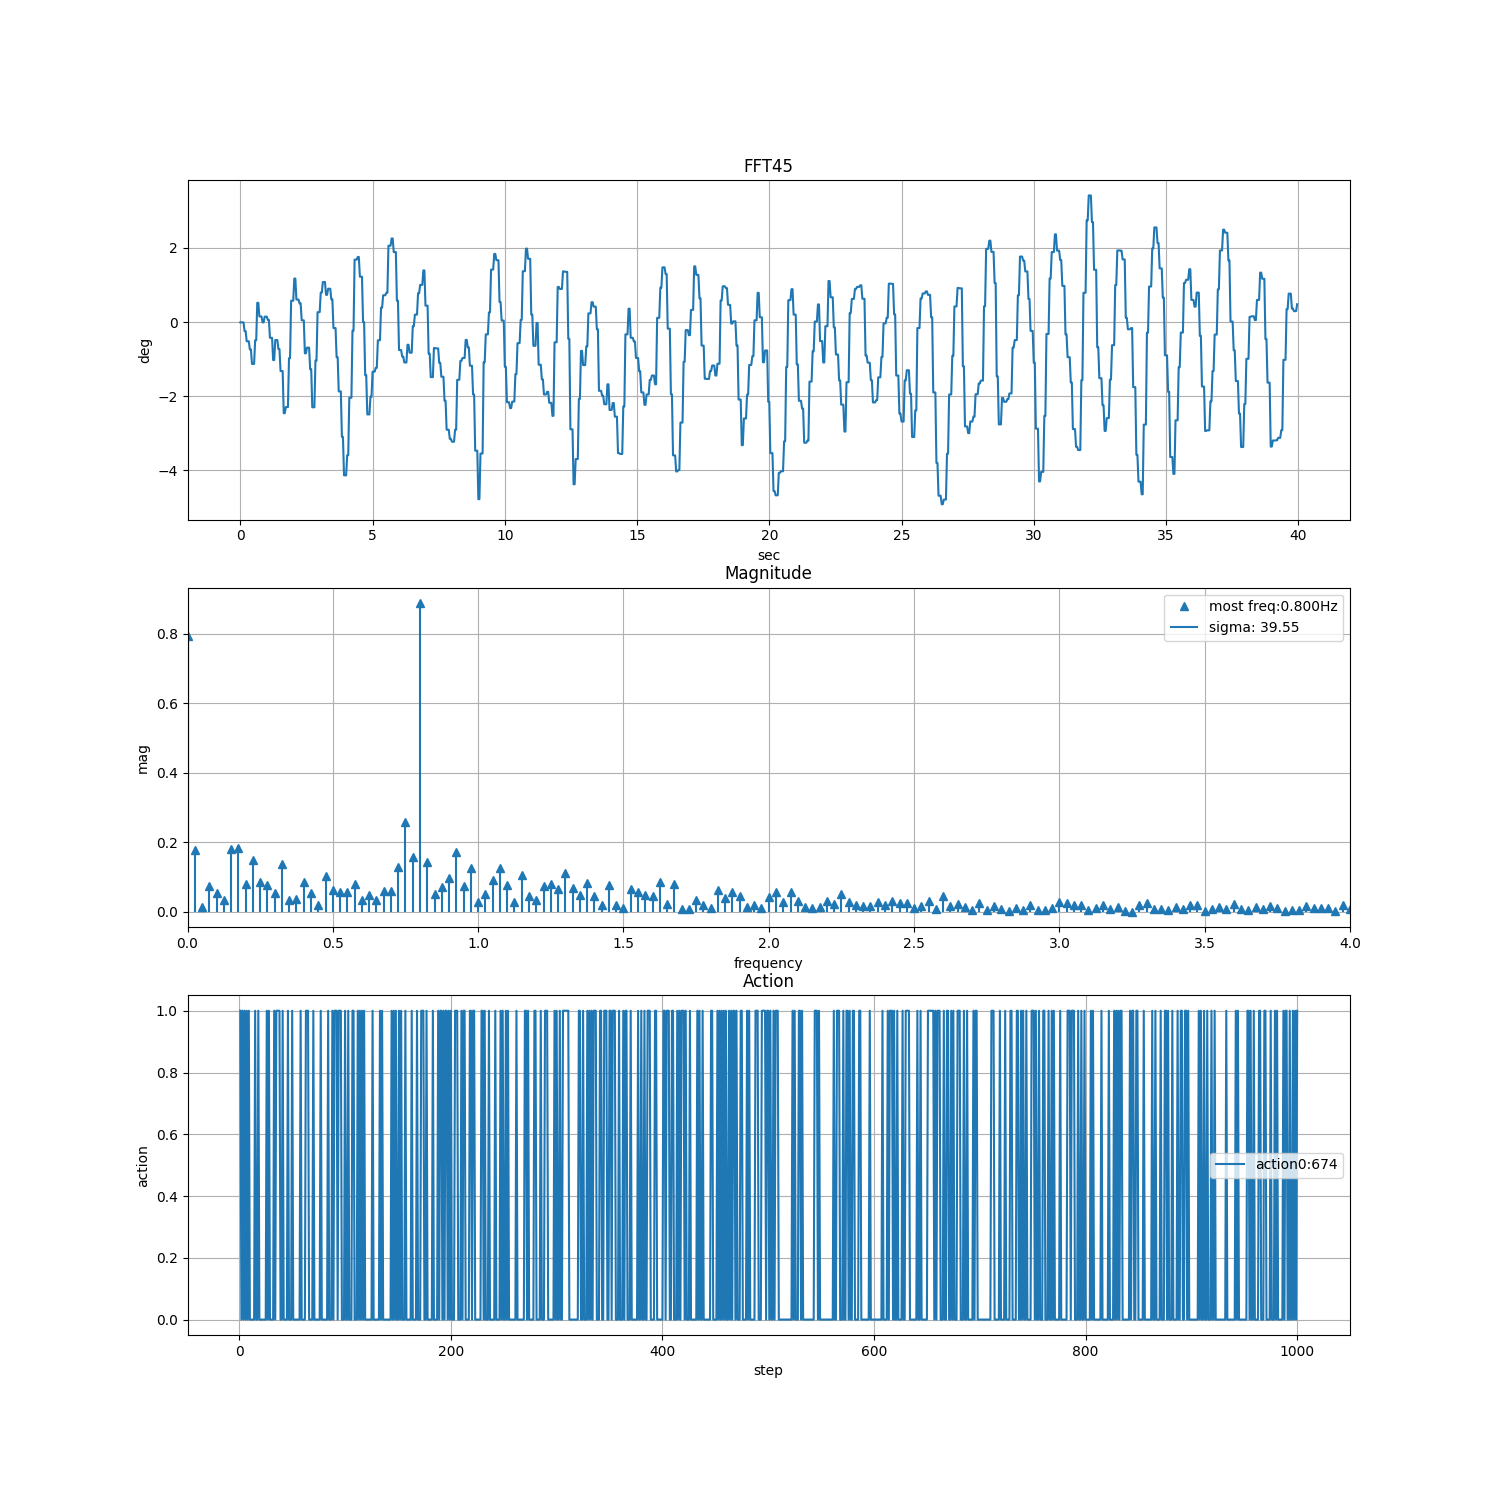 FFT45
2
0
−2
−4
deg
0 5 10 15 20 25 30 35 40
sec
Magnitude
most freq:0.800Hz
sigma: 39.55
0.8
0.6
0.4
0.2
0.0
mag
0.0 0.5 1.0 1.5 2.0 2.5 3.0 3.5 4.0
frequency
Action
1.0
0.8
0.6
0.4
0.2
0.0
action
action0:674
0 200 400 600 800 1000
step